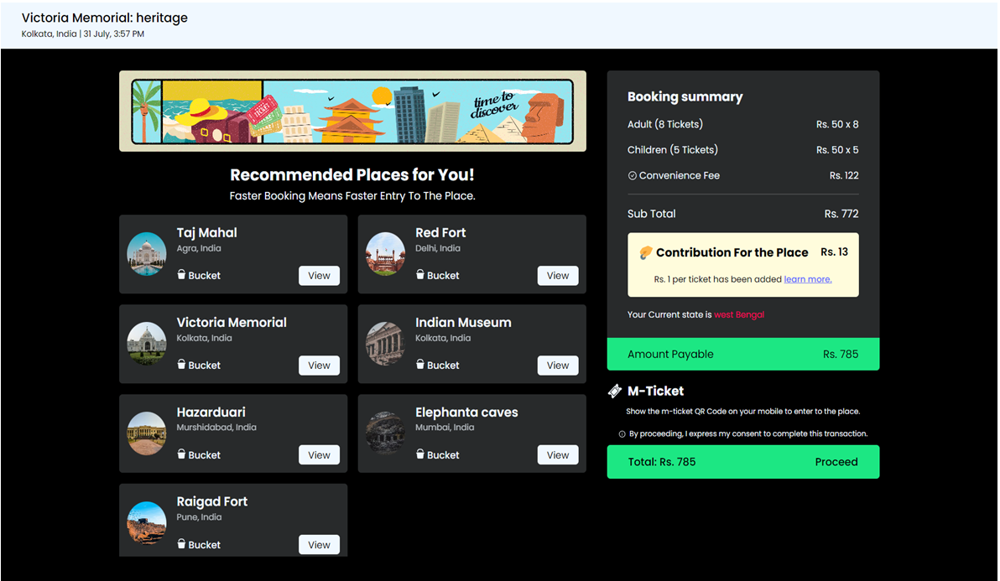 Victoria Memorial: heritage
Kolkata, India | 31 July, 3:57 PM
TICKET
time to
discover
Recommended Places for You!
Faster Booking Means Faster Entry To The Place.
Taj Mahal
Agra, India
Bucket View
Red Fort
Delhi, India
Bucket View
Victoria Memorial
Kolkata, India
Bucket View
Indian Museum
Kolkata, India
Bucket View
Hazarduari
Murshidabad, India
Bucket View
Elephanta caves
Mumbai, India
Bucket View
Raigad Fort
Pune, India
Bucket View
Booking summary
Adult (8 Tickets) Rs. 50 x 8
Children (5 Tickets) Rs. 50 x 5
Convenience Fee Rs. 122
Sub Total Rs. 772
Contribution For the Place Rs. 13
Rs. 1 per ticket has been added learn more.
Your Current state is west Bengal
Amount Payable Rs. 785
M-Ticket
Show the m-ticket QR Code on your mobile to enter to the place.
By proceeding, I express my consent to complete this transaction.
Total: Rs. 785 Proceed